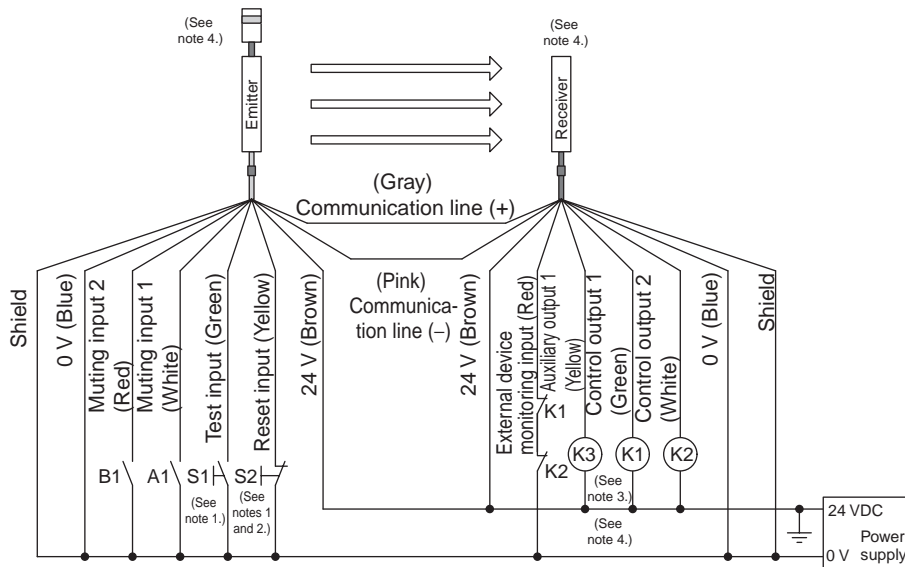 (See
note 4.)
Emitter
(See
note 4.)
Receiver
(Gray)
Communication line (+)
(Pink)
Communica-
tion line (−)
Shield
0 V (Blue)
Muting input 2
(Red)
Muting input 1
(White)
Test input (Green)
Reset input (Yellow)
24 V (Brown)
24 V (Brown)
External device
monitoring input (Red)
Auxiliary output 1
(Yellow)
Control output 1
(Green)
Control output 2
(White)
0 V (Blue)
Shield
B1
A1
S1
S2
K1
K2
K3
K1
K2
(See
note 1.)
(See
notes 1
and 2.)
(See
note 3.)
(See
note 4.)
24 VDC
Power
supply
0 V